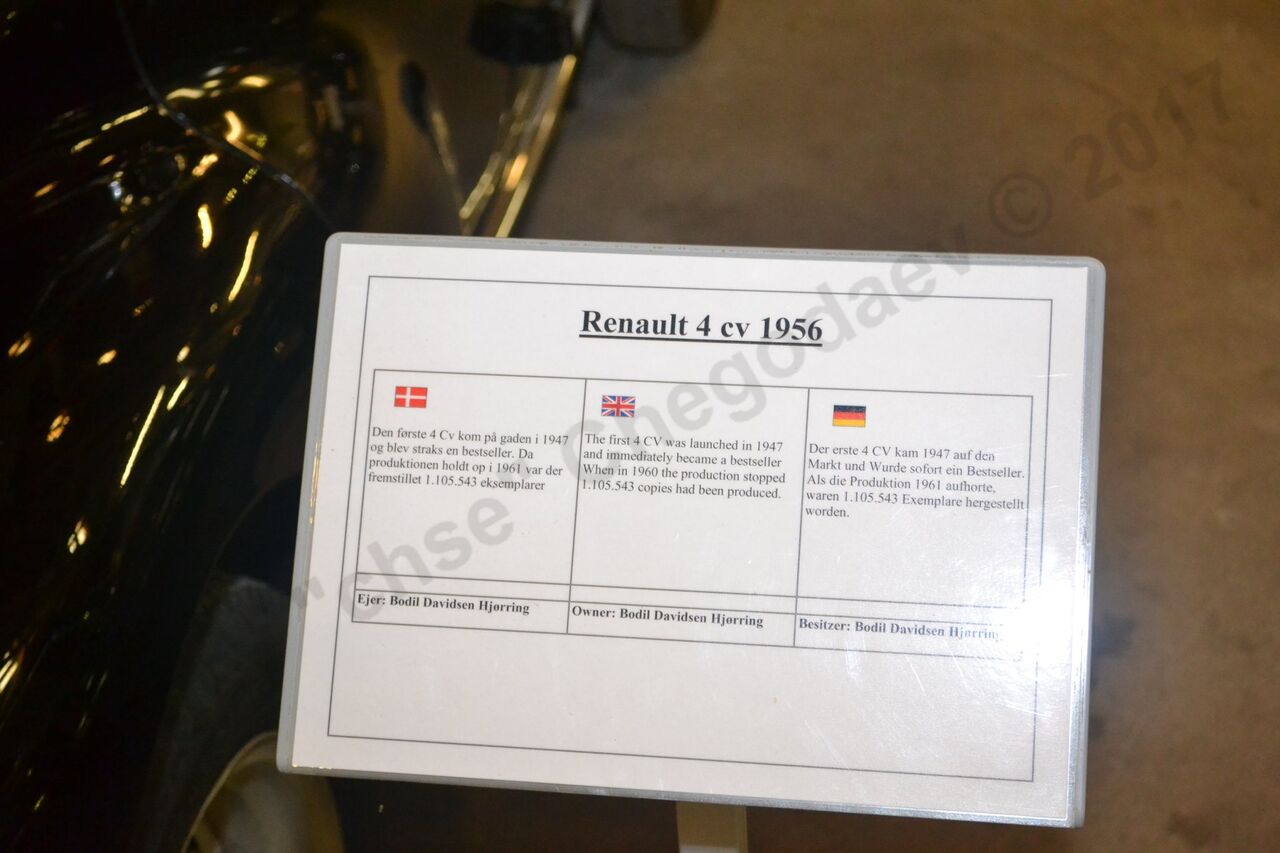 Renault 4 cv 1956
Den første 4 Cv kom på gaden i 1947
og blev straks en bestseller. Da
produktionen holdt op i 1961 var der
fremstillet 1.105.543 eksemplarer
The first 4 CV was launched in 1947
and immediately became a bestseller
When in 1960 the production stopped
1.105.543 copies had been produced.
Der erste 4 CV kam 1947 auf den
Markt und Wurde sofort ein Bestseller.
Als die Produktion 1961 aufhorte,
waren 1.105.543 Exemplare hergestellt
worden.
Ejer: Bodil Davidsen Hjørring
Owner: Bodil Davidsen Hjørring
Besitzer: Bodil Davidsen Hjørring
Chegodaev © 2017